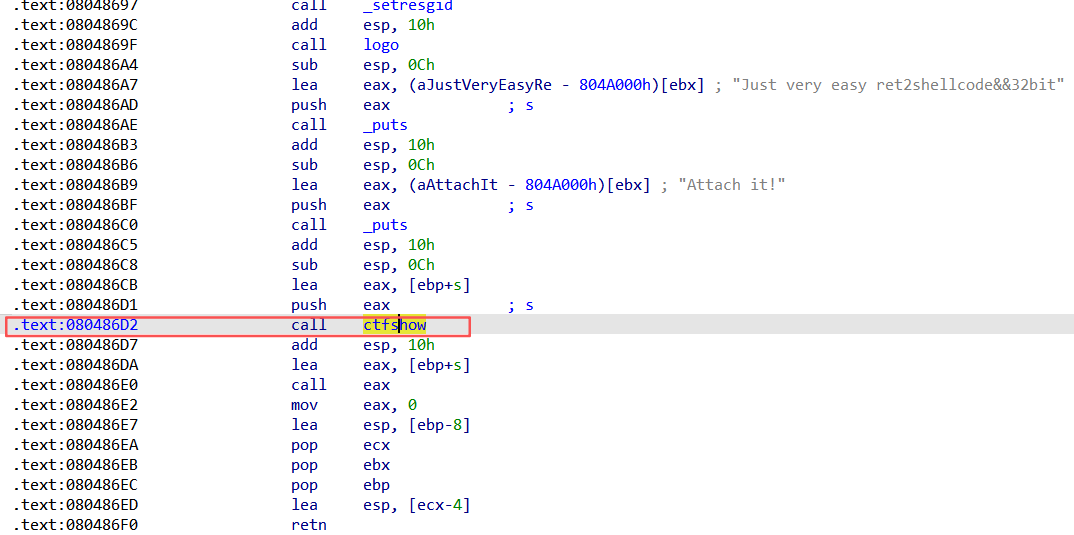 .text:08048697 call _setresgid
.text:0804869C add esp, 10h
.text:0804869F call logo
.text:080486A4 sub esp, 0Ch
.text:080486A7 lea eax, (aJustVeryEasyRe - 804A000h)[ebx] ; "Just very easy ret2shellcode&&32bit"
.text:080486AD push eax ; s
.text:080486AE call _puts
.text:080486B3 add esp, 10h
.text:080486B6 sub esp, 0Ch
.text:080486B9 lea eax, (aAttachIt - 804A000h)[ebx] ; "Attach it!"
.text:080486BF push eax ; s
.text:080486C0 call _puts
.text:080486C5 add esp, 10h
.text:080486C8 sub esp, 0Ch
.text:080486CB lea eax, [ebp+s]
.text:080486D1 push eax ; s
.text:080486D2 call ctfshow
.text:080486D7 add esp, 10h
.text:080486DA lea eax, [ebp+s]
.text:080486E0 call eax
.text:080486E2 mov eax, 0
.text:080486E7 lea esp, [ebp-8]
.text:080486EA pop ecx
.text:080486EB pop ebx
.text:080486EC pop ebp
.text:080486ED lea esp, [ecx-4]
.text:080486F0 retn